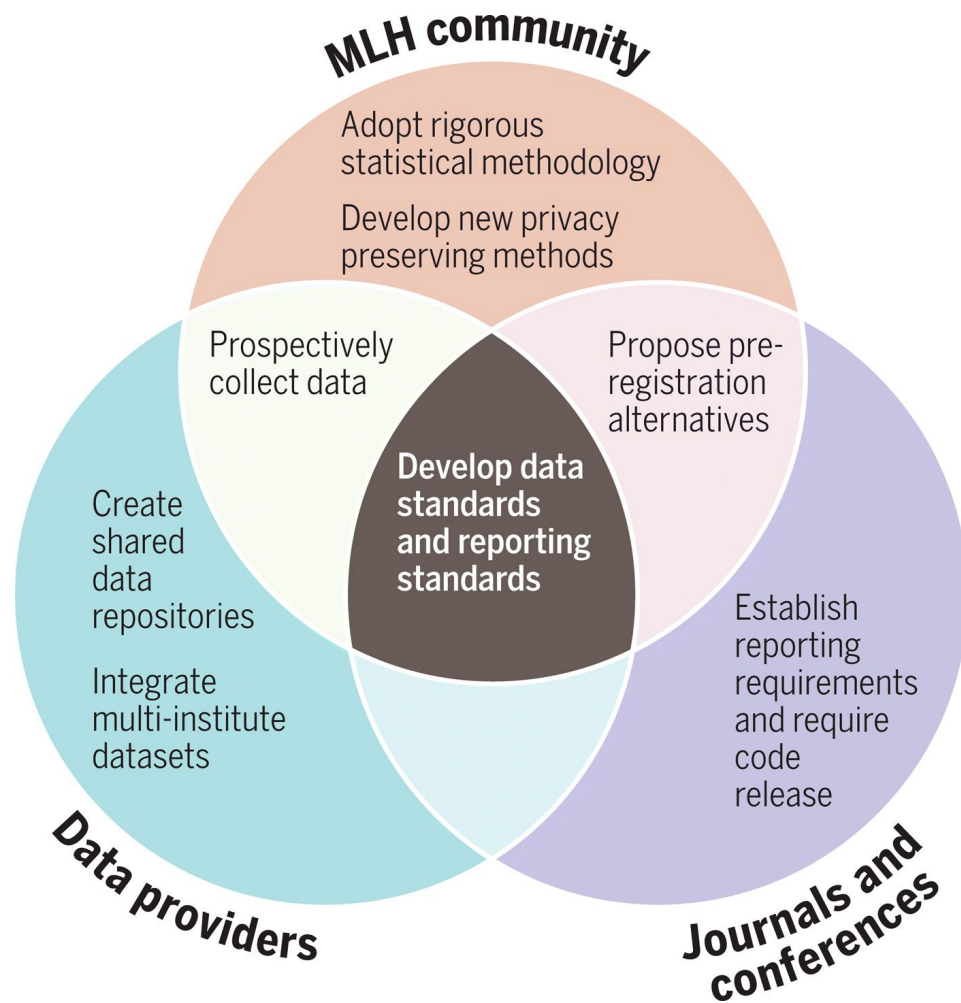 MLH community
Adopt rigorous
statistical methodology
Develop new privacy
preserving methods
Prospectively
collect data
Propose pre-
registration
alternatives
Develop data
standards
and reporting
standards
Create
shared
data
repositories
Integrate
multi-institute
datasets
Establish
reporting
requirements
and require
code
release
Data providers
Journals and
conferences